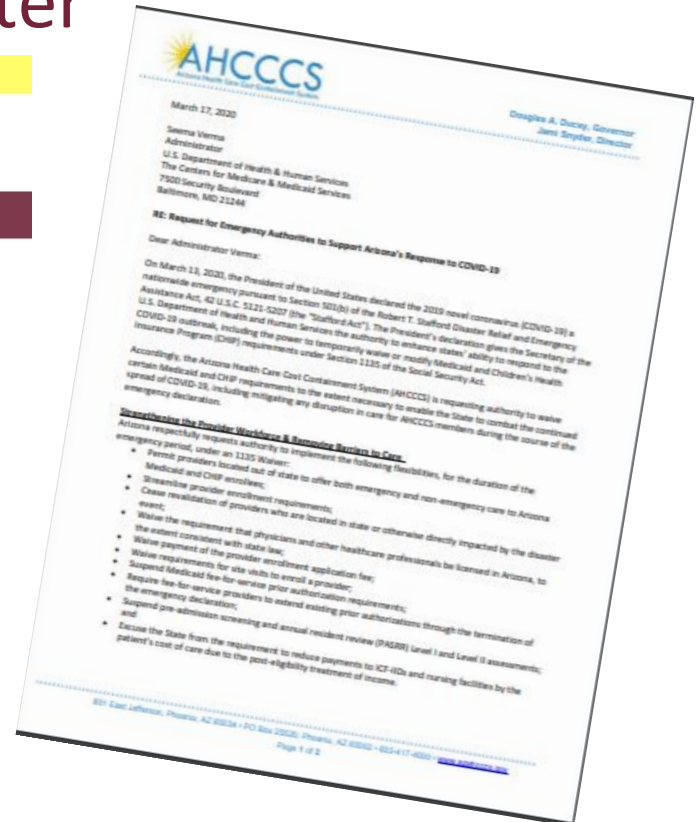 ter
AHCCCS
Arizona Health Care Cost Containment System
Douglas A. Ducey, Governor
Jami Snyder, Director
March 17, 2020
Seema Verma
Administrator
U.S. Department of Health & Human Services
The Centers for Medicare & Medicaid Services
7500 Security Boulevard
Baltimore, MD 21244
RE: Request for Emergency Authorities to Support Arizona's Response to COVID-19
Dear Administrator Verma:
On March 13, 2020, the President of the United States declared the 2019 novel coronavirus (COVID-19) a
nationwide emergency pursuant to Section 501(b) of the Robert T. Stafford Disaster Relief and Emergency
Assistance Act, 42 U.S.C. 5121-5207 (the "Stafford Act"). The President's declaration gives the Secretary of the
U.S. Department of Health and Human Services the authority to enhance states' ability to respond to the
COVID-19 outbreak, including the power to temporarily waive or modify Medicaid and Children's Health
Insurance Program (CHIP) requirements under Section 1135 of the Social Security Act.
Accordingly, the Arizona Health Care Cost Containment System (AHCCCS) is requesting authority to waive
certain Medicaid and CHIP requirements to the extent necessary to enable the State to combat the continued
spread of COVID-19, including mitigating any disruption in care for AHCCCS members during the course of the
emergency declaration.
Strengthening the Provider Workforce & Removing Barriers to Care
Arizona respectfully requests authority to implement the following flexibilities, for the duration of the
emergency period, under an 1135 Waiver:
• Permit providers located out of state to offer both emergency and non-emergency care to Arizona
Medicaid and CHIP enrollees;
• Streamline provider enrollment requirements;
• Cease revalidation of providers who are located in state or otherwise directly impacted by the disaster
event;
• Waive the requirement that physicians and other healthcare professionals be licensed in Arizona, to
the extent consistent with state law;
• Waive payment of the provider enrollment application fee;
• Waive requirements for site visits to enroll a provider;
• Suspend Medicaid fee-for-service prior authorization requirements;
• Require fee-for-service providers to extend existing prior authorizations through the termination of
the emergency declaration;
• Suspend pre-admission screening and annual resident review (PASRR) Level I and Level II assessments;
and
• Excuse the State from the requirement to reduce payments to ICF-IIDs and nursing facilities by the
patient's cost of care due to the post-eligibility treatment of income.
801 East Jefferson, Phoenix, AZ 85034 • PO Box 25520, Phoenix, AZ 85002 • 602-417-4000 • www.azahcccs.gov
Page 1 of 2